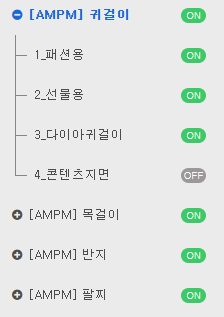 [AMPM] 귀걸이 ON
1_패션용 ON
2_선물용 ON
3_다이아귀걸이 ON
4_콘텐츠지면 OFF
[AMPM] 목걸이 ON
[AMPM] 반지 ON
[AMPM] 팔찌 ON